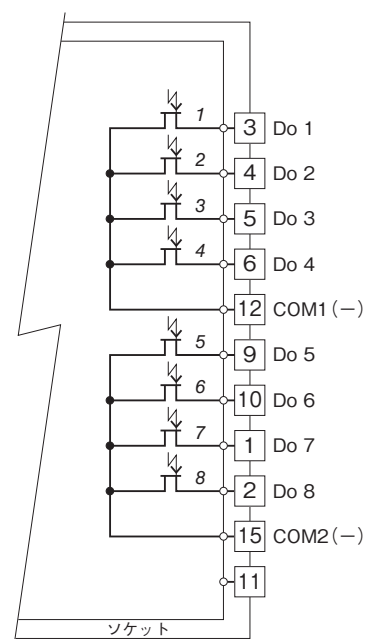 1 3 Do 1
2 4 Do 2
3 5 Do 3
4 6 Do 4
12 COM1(－)
5 9 Do 5
6 10 Do 6
7 1 Do 7
8 2 Do 8
15 COM2(－)
11
ソケット